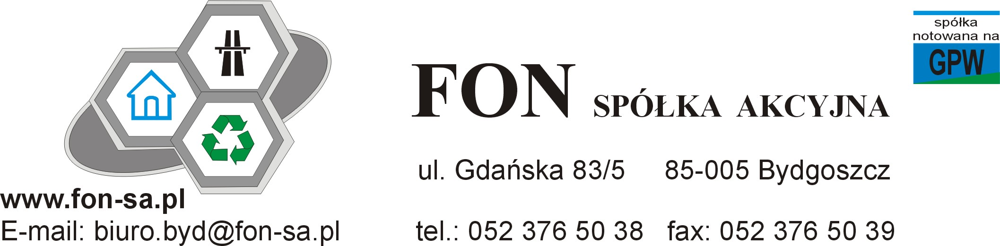 spółka
notowana na
GPW
FON SPÓŁKA AKCYJNA
ul. Gdańska 83/5 85-005 Bydgoszcz
www.fon-sa.pl
E-mail: biuro.byd@fon-sa.pl tel.: 052 376 50 38 fax: 052 376 50 39